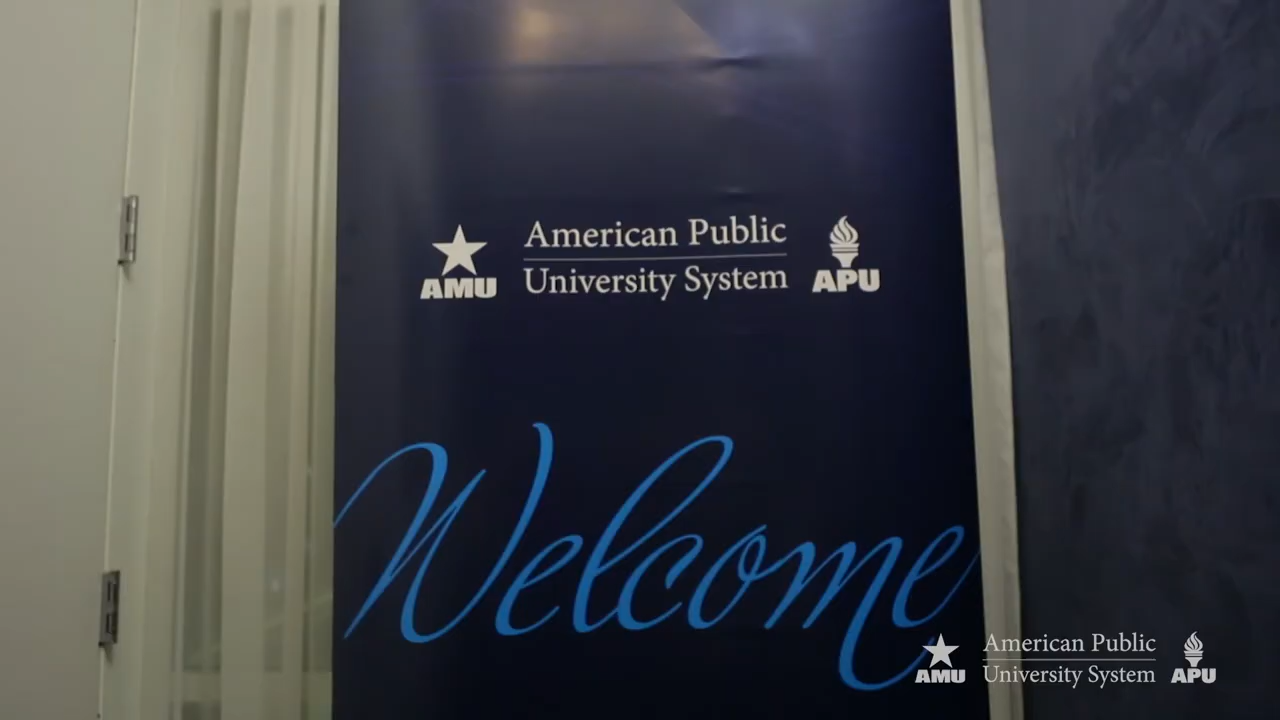 American Public
University System
AMU
APU
Welcome
American Public
University System
AMU
APU